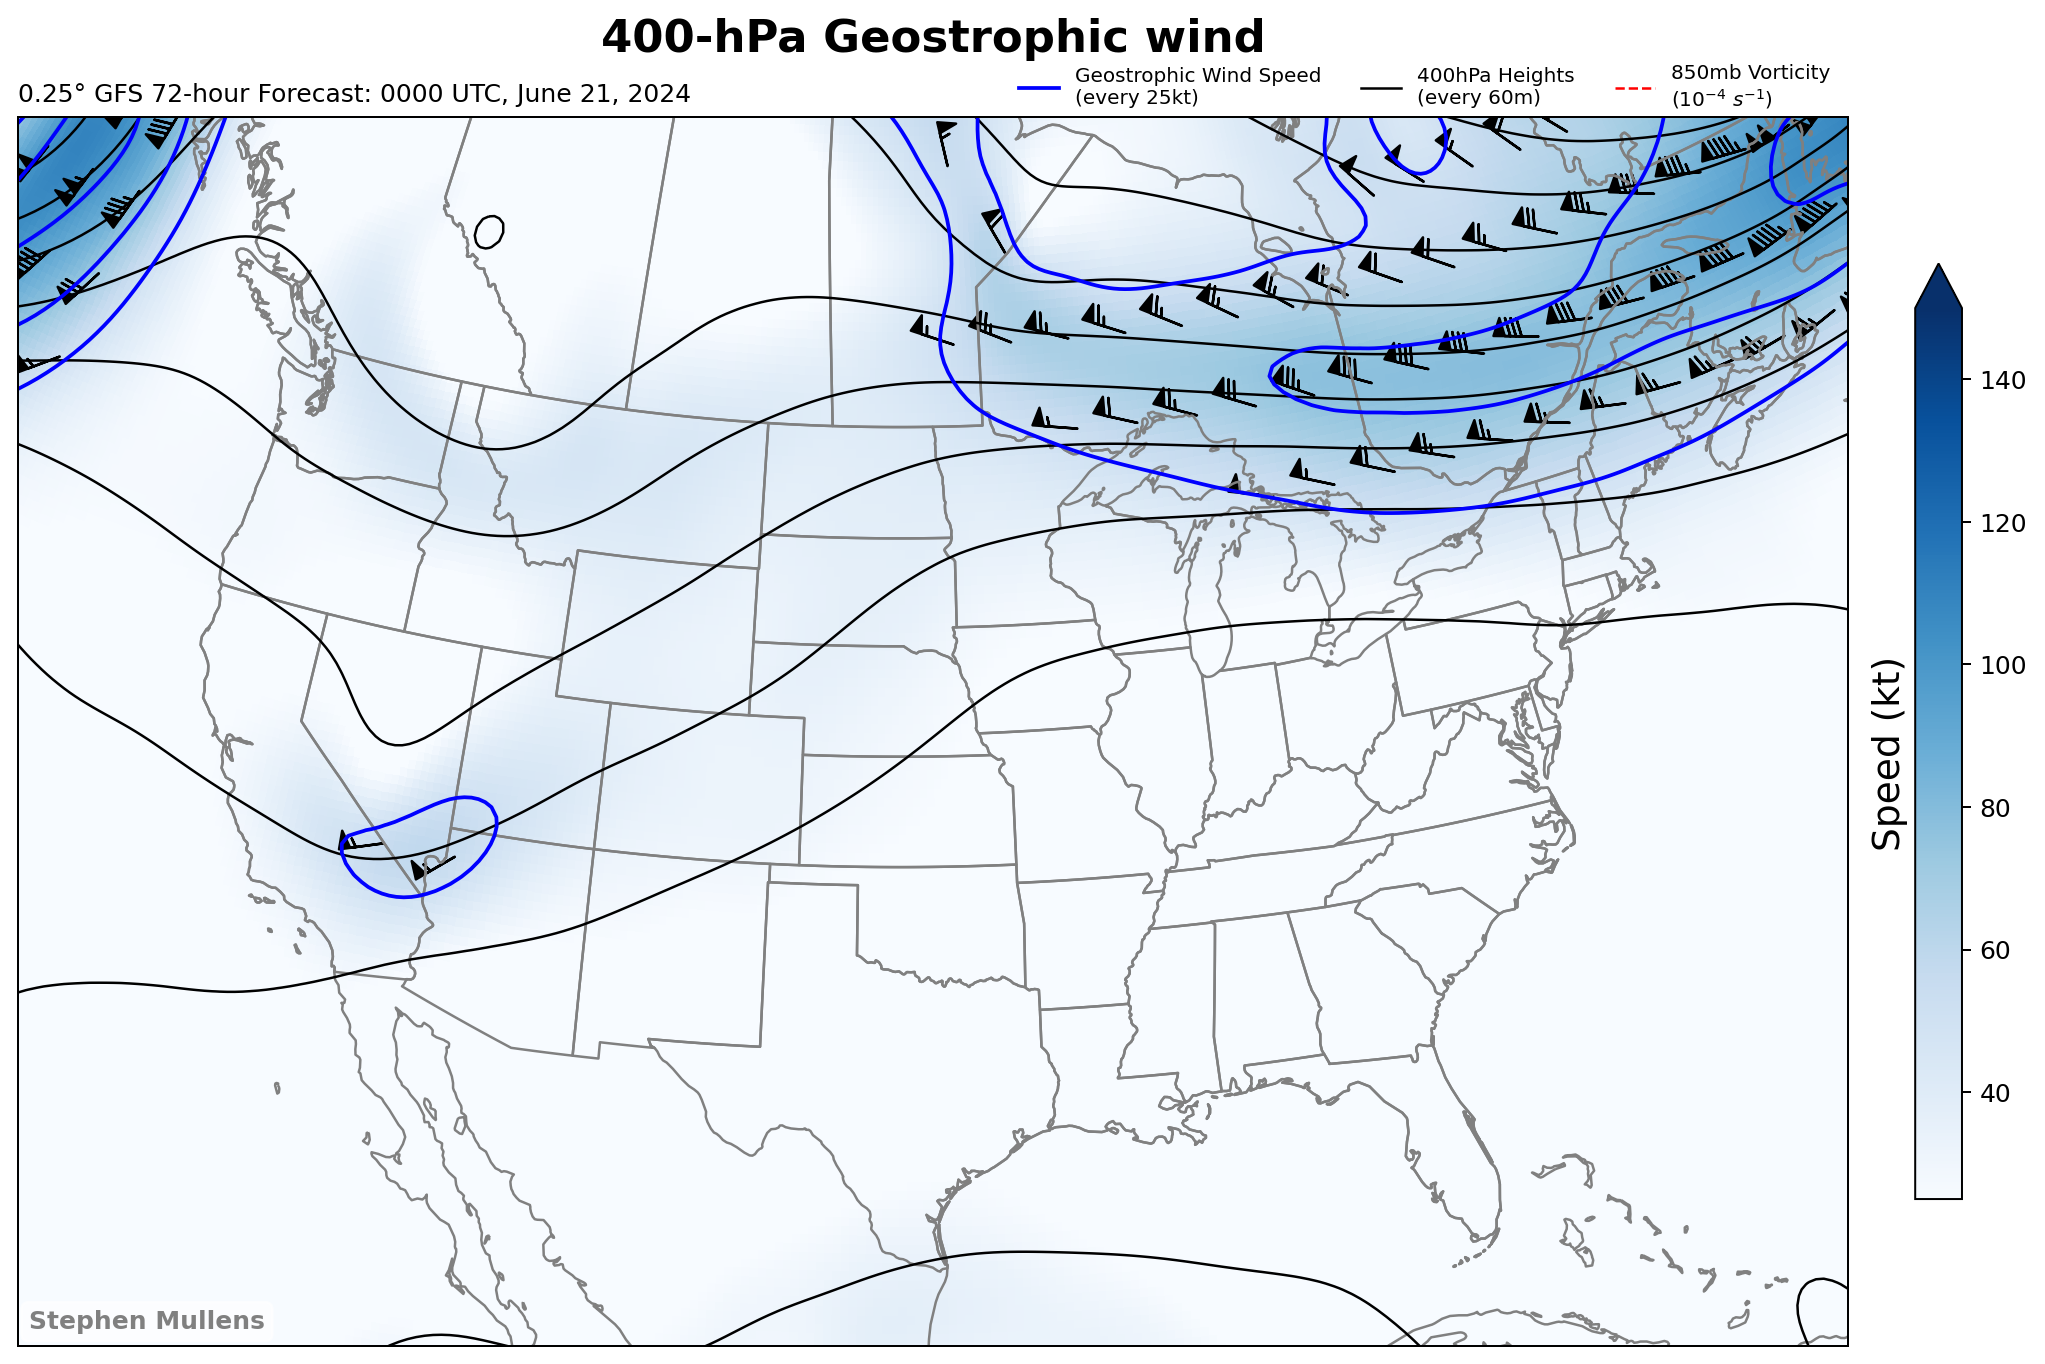 400-hPa Geostrophic wind
0.25° GFS 72-hour Forecast: 0000 UTC, June 21, 2024
Geostrophic Wind Speed
(every 25kt)
400hPa Heights
(every 60m)
850mb Vorticity
(10⁻⁴ s⁻¹)
140
120
100
80
60
40
Speed (kt)
Stephen Mullens